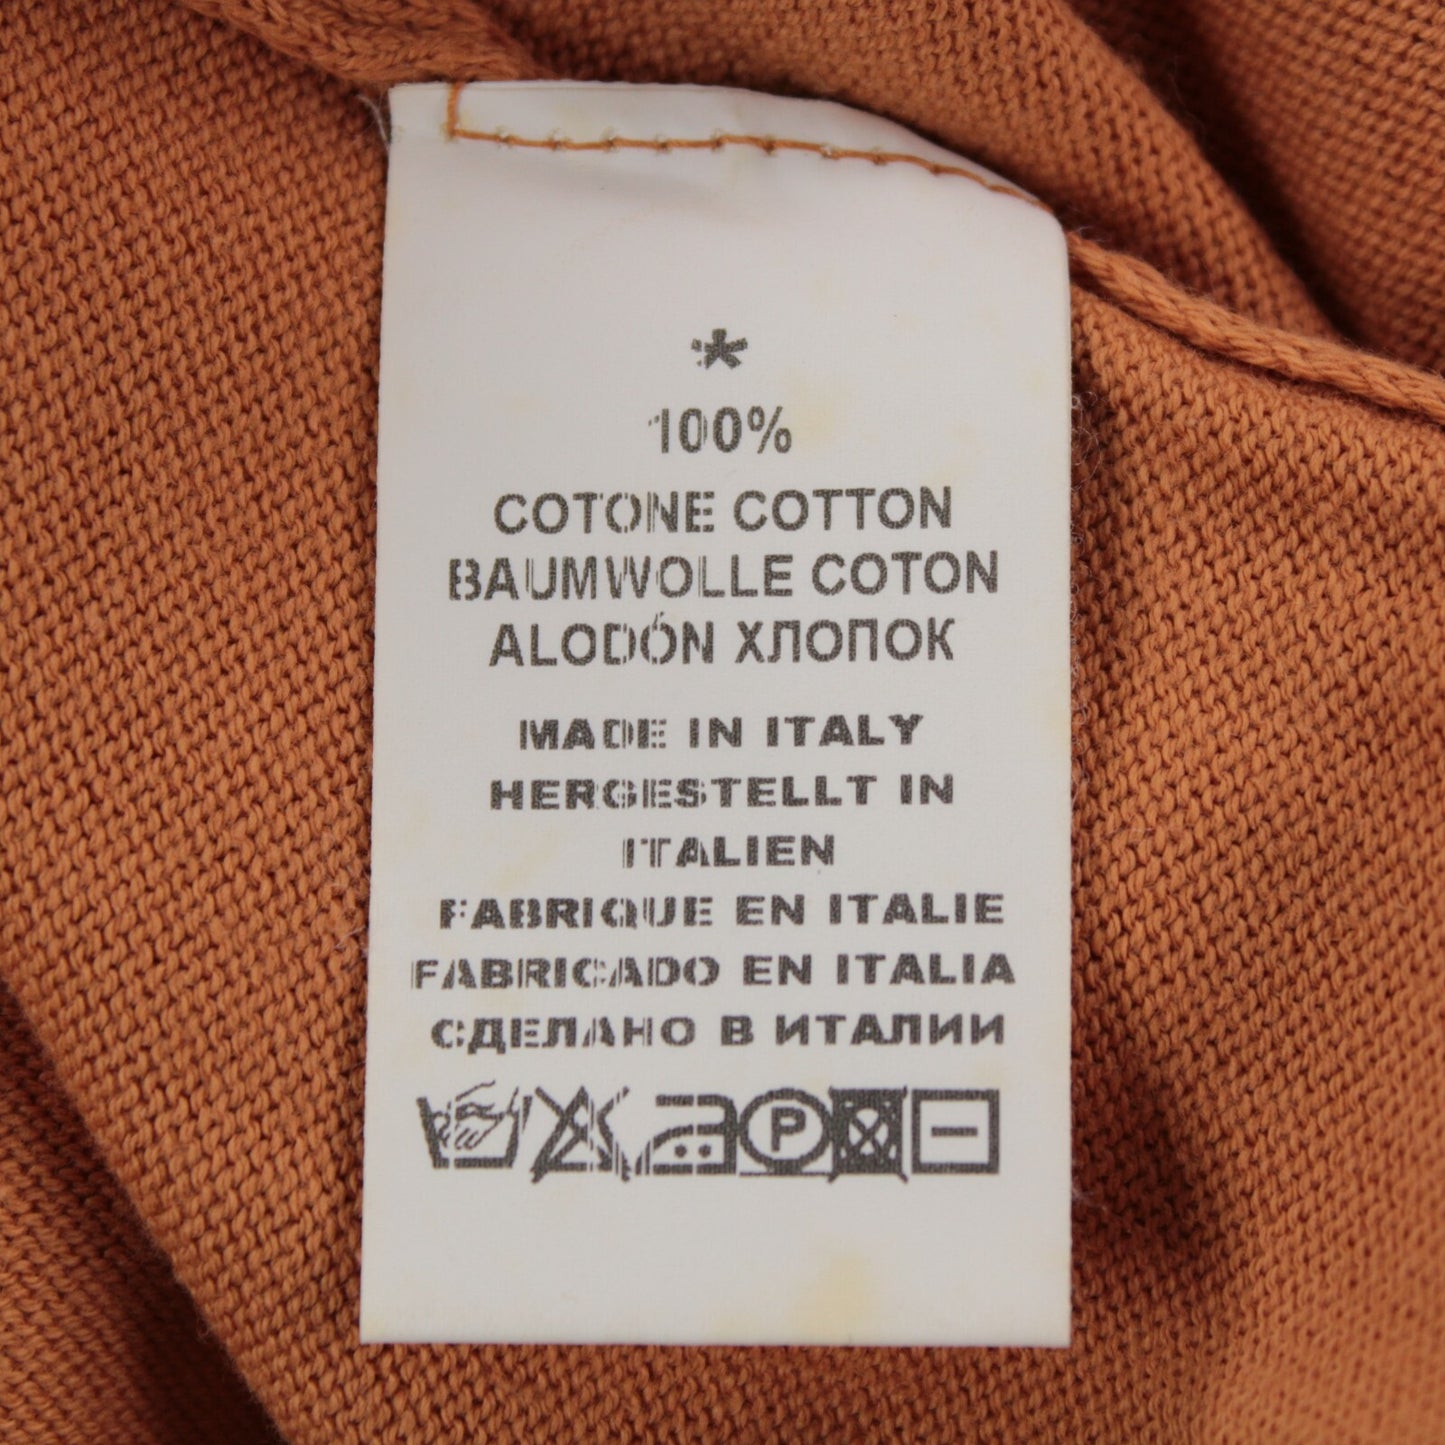 *
100%
COTONE COTTON
BAUMWOLLE COTON
ALODÓN ХЛОПОК
MADE IN ITALY
HERGESTELLT IN
ITALIEN
FABRIQUE EN ITALIE
FABRICADO EN ITALIA
СДЕЛАНО В ИТАЛИИ
P